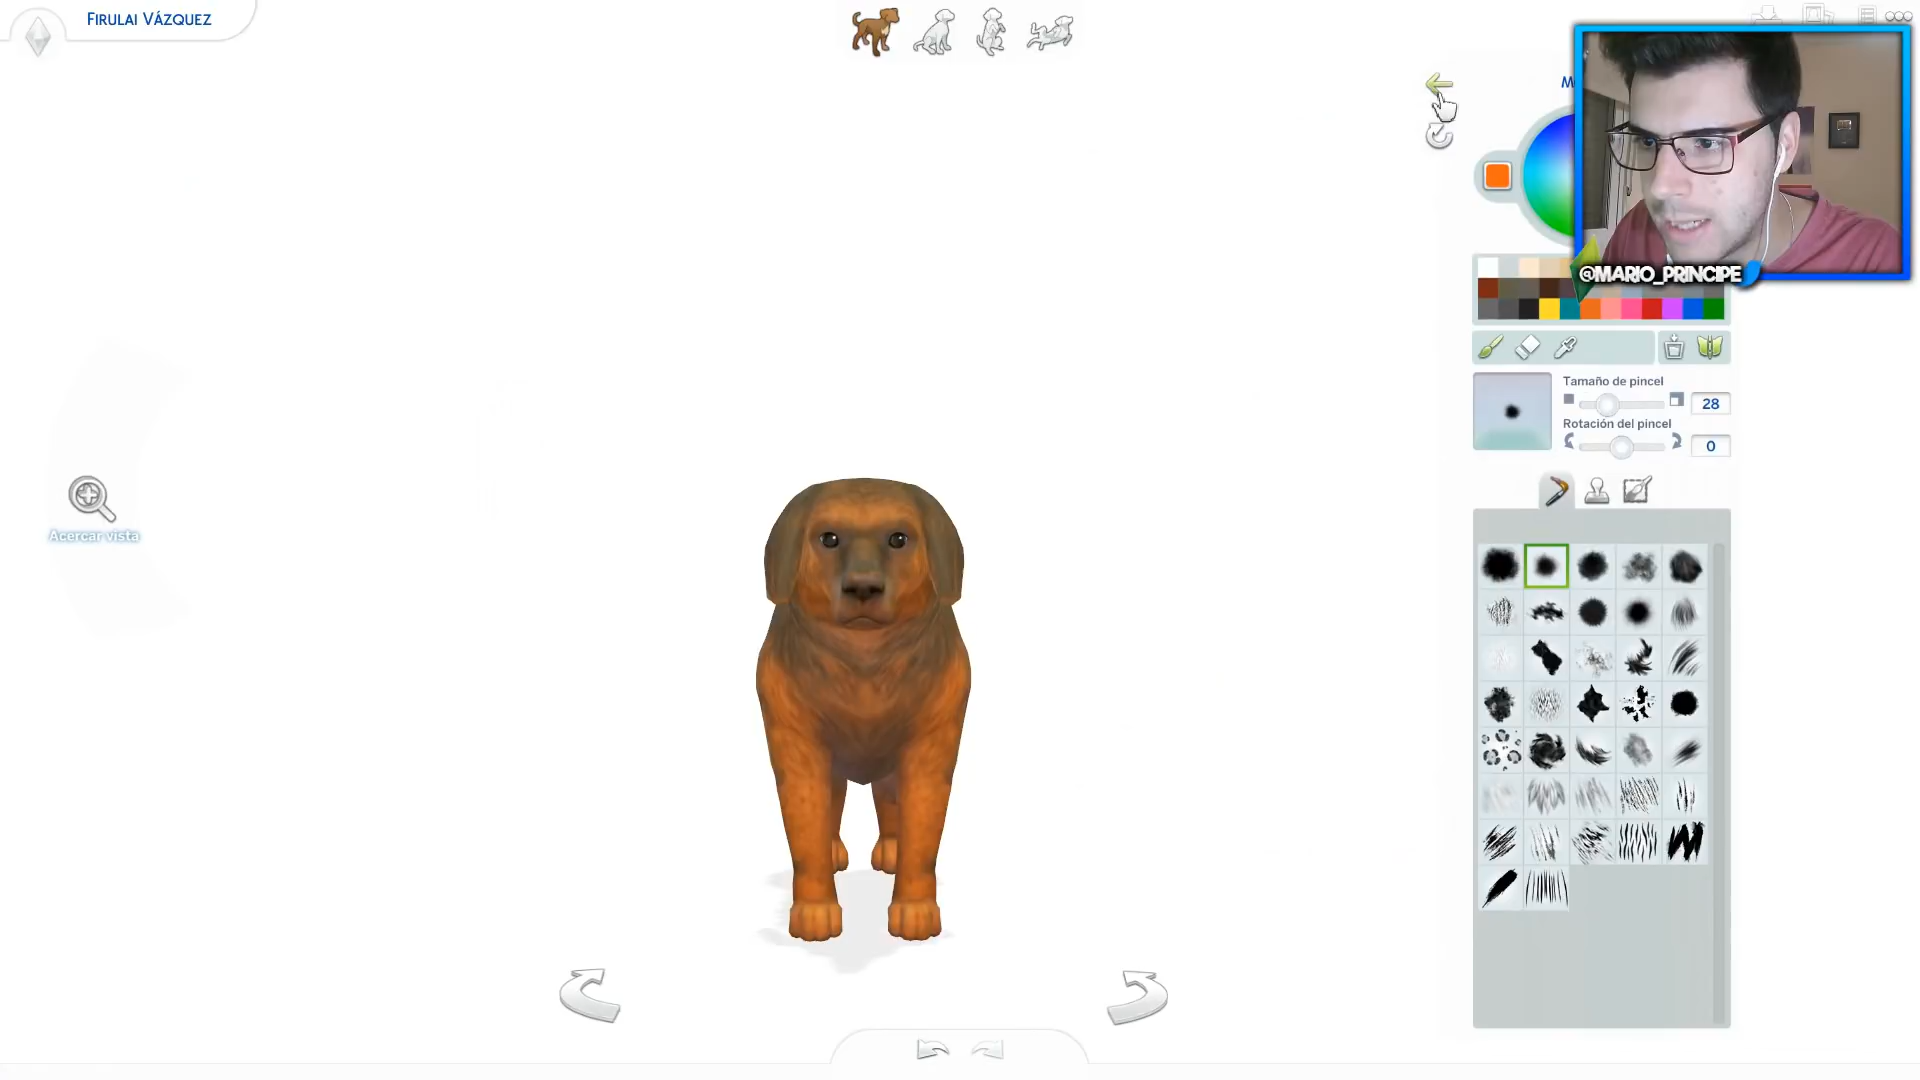 FIRULAI VÁZQUEZ
@MARIO_PRINCIPE
Tamaño de pincel
28
Rotación del pincel
0
Acercar vista